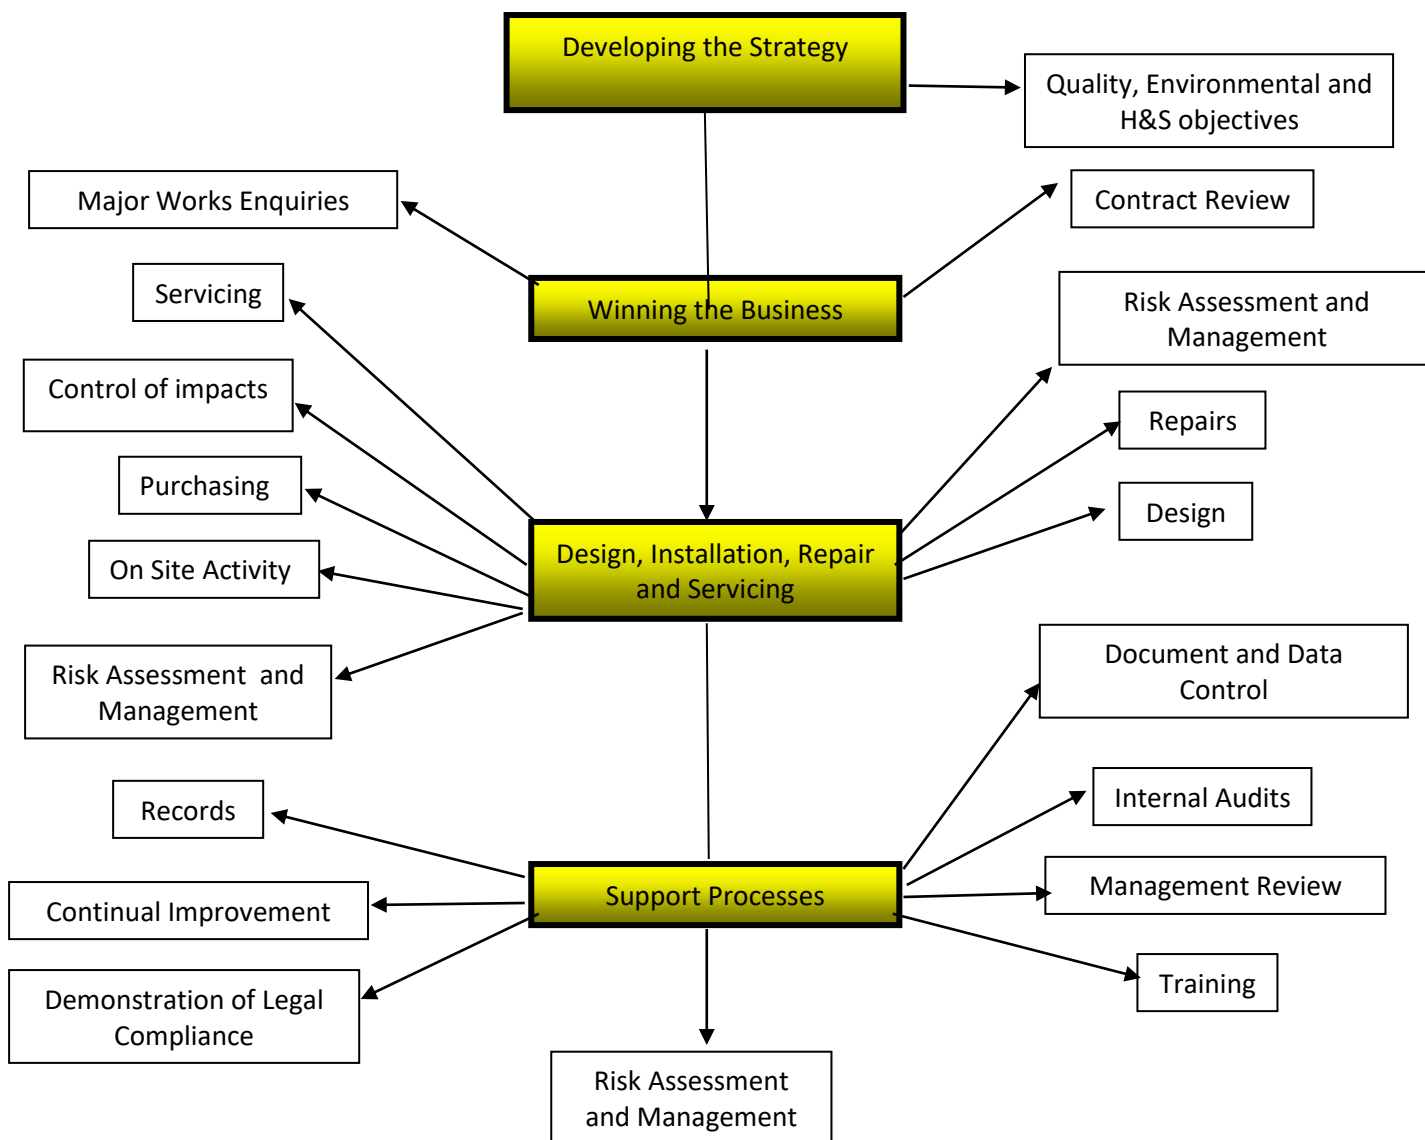 Developing the Strategy
Quality, Environmental and
H&S objectives
Major Works Enquiries
Contract Review
Servicing
Winning the Business
Risk Assessment and
Management
Control of impacts
Repairs
Purchasing
Design
On Site Activity
Design, Installation, Repair
and Servicing
Risk Assessment  and
Management
Document and Data
Control
Records
Internal Audits
Continual Improvement
Support Processes
Management Review
Demonstration of Legal
Compliance
Training
Risk Assessment
and Management